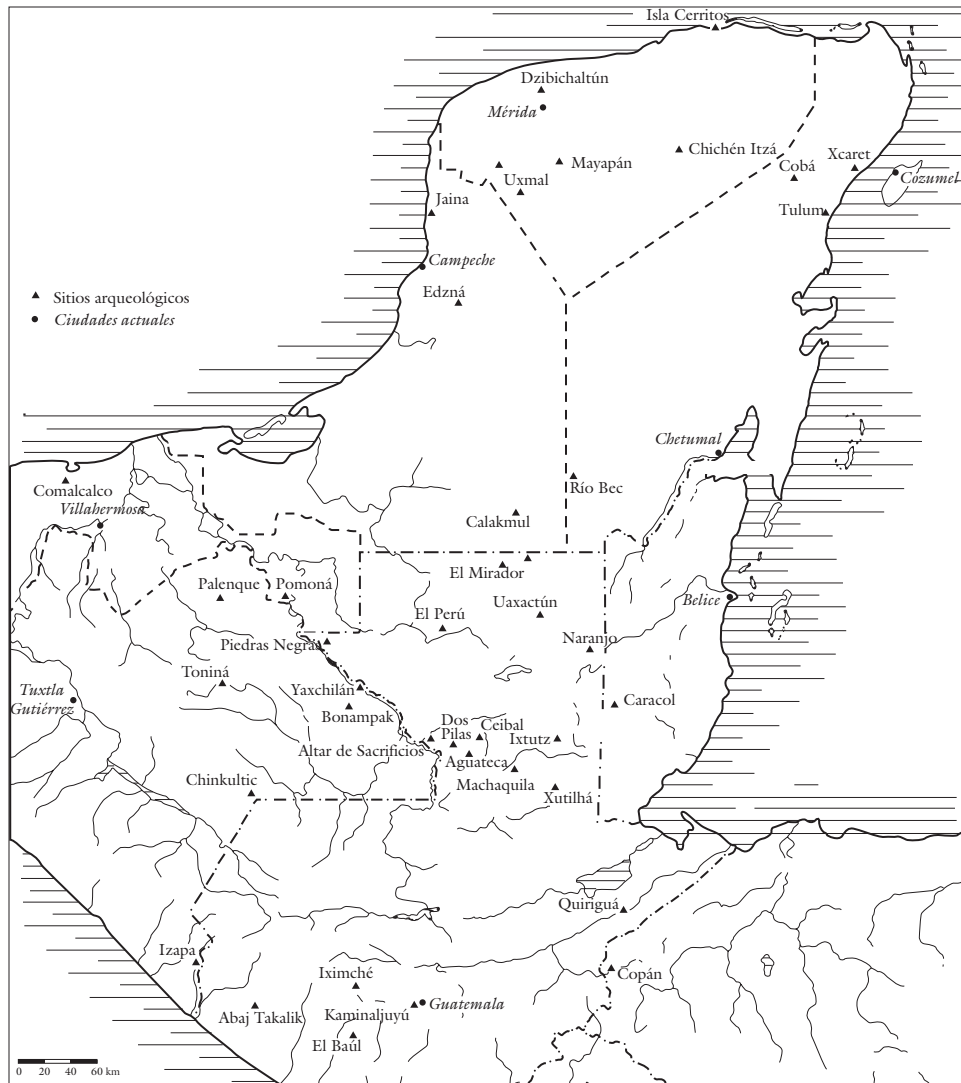 Isla Cerritos
Dzibichaltún
Mérida
Chichén Itzá
Xcaret
Mayapán
Cobá
Uxmal
Cozumel
Jaina
Tulum
Campeche
Edzná
Sitios arqueológicos
Ciudades actuales
Chetumal
Comalcalco
Río Bec
Villahermosa
Calakmul
El Mirador
Palenque
Pomoná
Uaxactún
Belice
El Perú
Naranjo
Piedras Negras
Toniná
Yaxchilán
Tuxtla
Gutiérrez
Bonampak
Caracol
Dos
Pilas
Ceibal
Ixtutz
Altar de Sacrificios
Aguateca
Machaquila
Chinkultic
Xutilhá
Quiriguá
Izapa
Copán
Iximché
Guatemala
Abaj Takalik
Kaminaljuyú
El Baúl
0 20 40 60 km